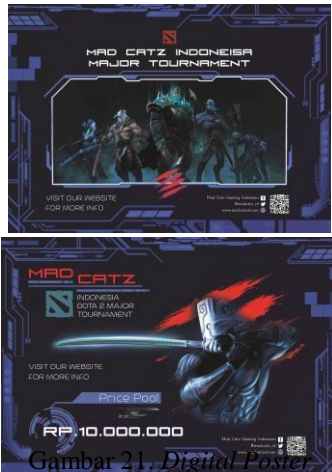 MAD CATZ INDONEISA
MAJOR TOURNAMENT
VISIT OUR WEBSITE
FOR MORE INFO
Mad Catz Gaming Indonesia
MAD CATZ
INDONESIA
DOTA 2 MAJOR
TOURNAMENT
VISIT OUR WEBSITE
FOR MORE INFO
Price Pool
RP.10.000.000
Mad Catz Gaming Indonesia
Gambar 21. Digital Poster